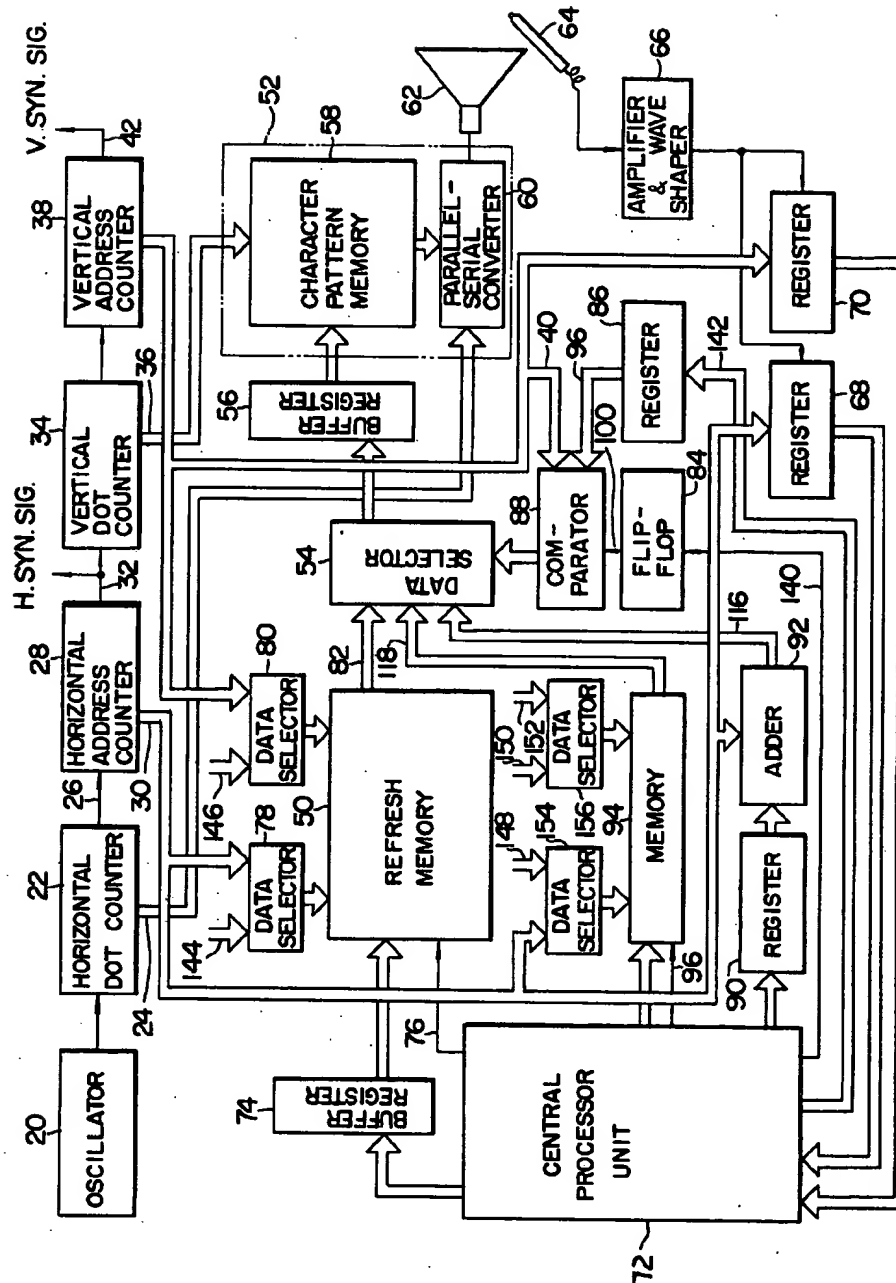 H. SYN. SIG.
V. SYN. SIG.
20
OSCILLATOR
22
HORIZONTAL
DOT COUNTER
24
26
28
HORIZONTAL
ADDRESS
COUNTER
30
32
34
VERTICAL
DOT
COUNTER
36
38
VERTICAL
ADDRESS
COUNTER
42
144
78
DATA
SELECTOR
146
80
DATA
SELECTOR
50
REFRESH
MEMORY
82
118
54
DATA
SELECTOR
56
BUFFER
REGISTER
52
58
CHARACTER
PATTERN
MEMORY
60
PARALLEL-
SERIAL
CONVERTER
62
64
66
AMPLIFIER
&
WAVE
SHAPER
74
BUFFER
REGISTER
76
148
154
DATA
SELECTOR
150
152
DATA
SELECTOR
156
94
MEMORY
96
88
COM-
PARATOR
40
96
86
REGISTER
100
84
FLIP-
FLOP
142
72
CENTRAL
PROCESSOR
UNIT
90
REGISTER
92
ADDER
116
140
68
REGISTER
70
REGISTER